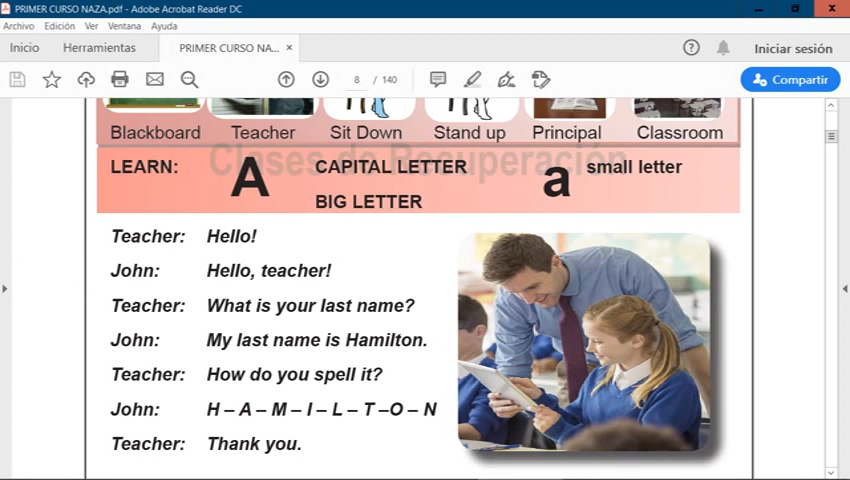 PRIMER CURSO NAZA.pdf - Adobe Acrobat Reader DC
Archivo Edición Ver Ventana Ayuda
Inicio Herramientas PRIMER CURSO NA... × Iniciar sesión
8 / 140 Compartir
Blackboard Teacher Sit Down Stand up Principal Classroom
Clases de Recuperación
LEARN: A CAPITAL LETTER a small letter
BIG LETTER
Teacher: Hello!
John: Hello, teacher!
Teacher: What is your last name?
John: My last name is Hamilton.
Teacher: How do you spell it?
John: H – A – M – I – L – T –O – N
Teacher: Thank you.